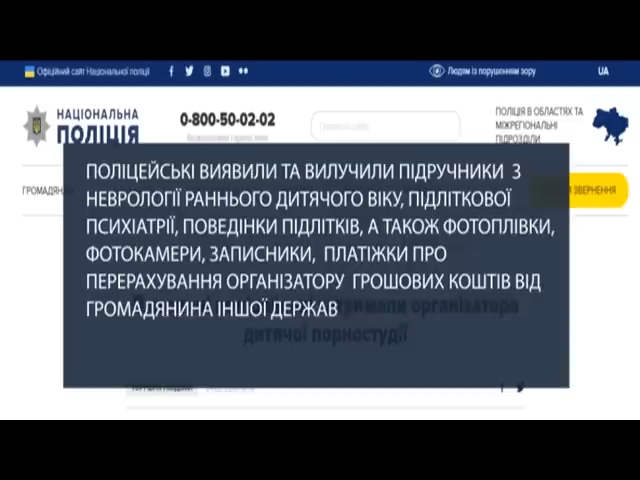 Офіційний сайт Національної поліції
Людям із порушенням зору
UA
НАЦІОНАЛЬНА
ПОЛІЦІЯ
0-800-50-02-02
ПОЛІЦІЯ В ОБЛАСТЯХ ТА
МІЖРЕГІОНАЛЬНІ
ПІДРОЗДІЛИ
ЗВЕРНЕННЯ
ПОЛІЦЕЙСЬКІ ВИЯВИЛИ ТА ВИЛУЧИЛИ ПІДРУЧНИКИ З
НЕВРОЛОГІЇ РАННЬОГО ДИТЯЧОГО ВІКУ, ПІДЛІТКОВОЇ
ПСИХІАТРІЇ, ПОВЕДІНКИ ПІДЛІТКІВ, А ТАКОЖ ФОТОПЛІВКИ,
ФОТОКАМЕРИ, ЗАПИСНИКИ, ПЛАТІЖКИ ПРО
ПЕРЕРАХУВАННЯ ОРГАНІЗАТОРУ ГРОШОВИХ КОШТІВ ВІД
ГРОМАДЯНИНА ІНШОЇ ДЕРЖАВ
організатора
дитячої порностудії